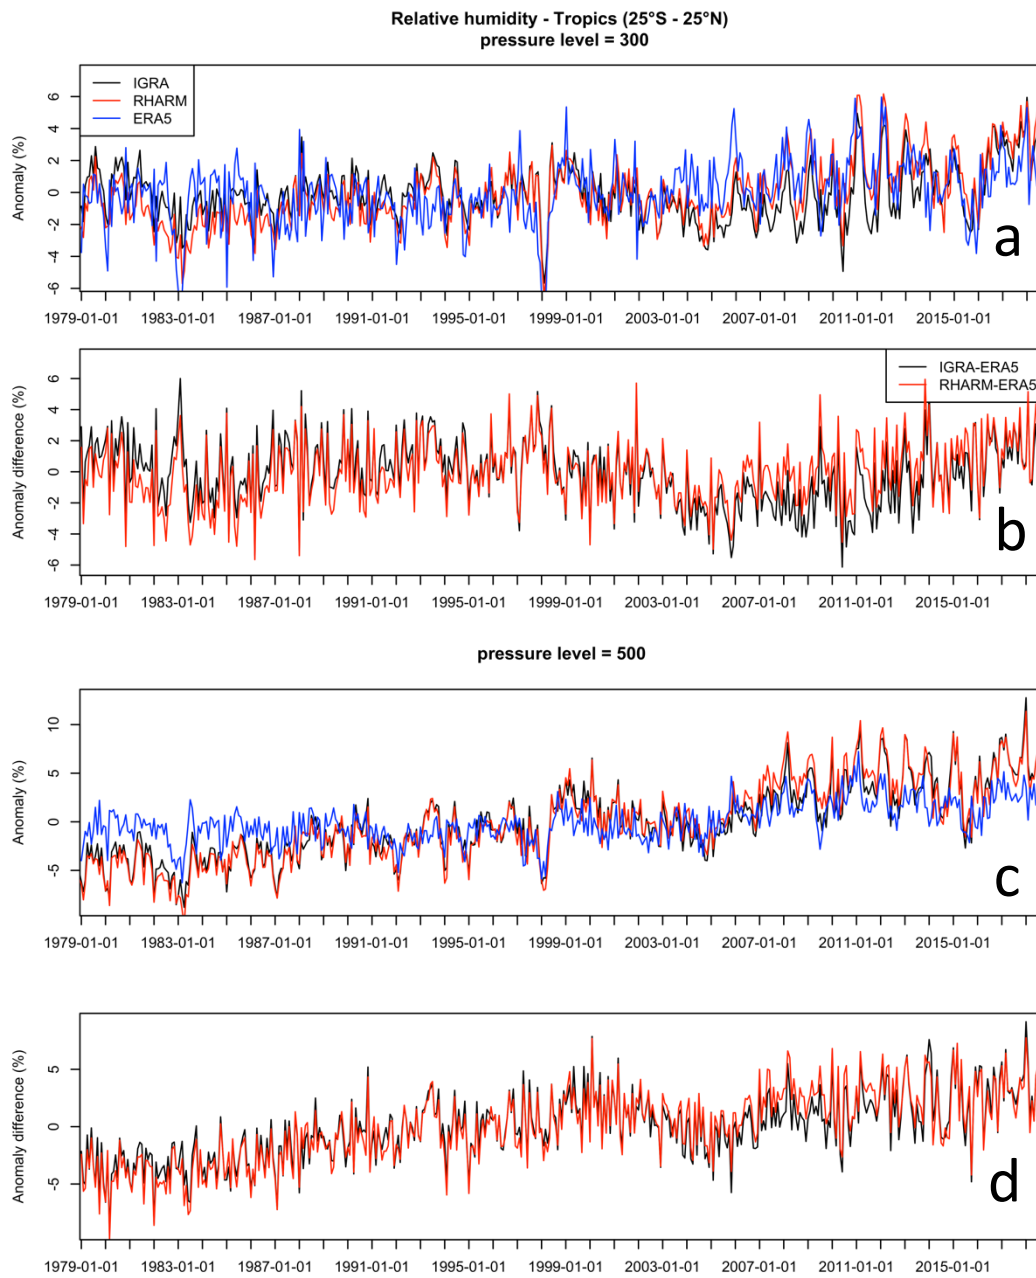 Relative humidity - Tropics (25°S - 25°N)
pressure level = 300
IGRA
RHARM
ERA5
Anomaly (%)
6
4
2
0
-2
-4
-6
a
1979-01-01 1983-01-01 1987-01-01 1991-01-01 1995-01-01 1999-01-01 2003-01-01 2007-01-01 2011-01-01 2015-01-01
IGRA-ERA5
RHARM-ERA5
Anomaly difference (%)
6
4
2
0
-2
-4
-6
b
1979-01-01 1983-01-01 1987-01-01 1991-01-01 1995-01-01 1999-01-01 2003-01-01 2007-01-01 2011-01-01 2015-01-01
pressure level = 500
Anomaly (%)
10
5
0
-5
c
1979-01-01 1983-01-01 1987-01-01 1991-01-01 1995-01-01 1999-01-01 2003-01-01 2007-01-01 2011-01-01 2015-01-01
Anomaly difference (%)
5
0
-5
d
1979-01-01 1983-01-01 1987-01-01 1991-01-01 1995-01-01 1999-01-01 2003-01-01 2007-01-01 2011-01-01 2015-01-01